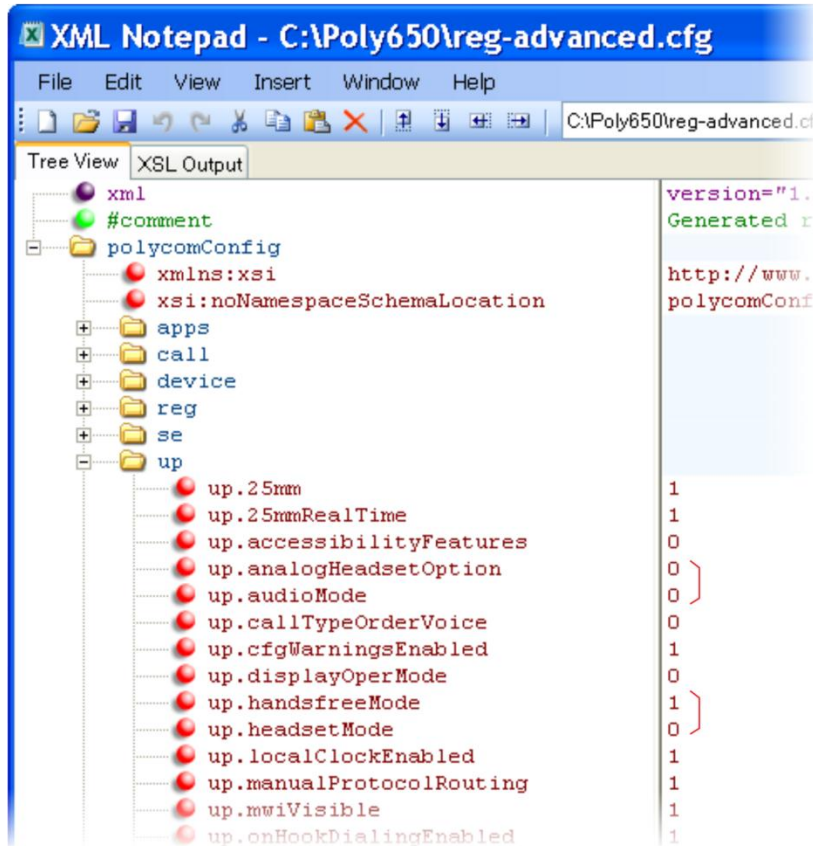 XML Notepad - C:\Poly650\reg-advanced.cfg
File Edit View Insert Window Help
C:\Poly650\reg-advanced.c
Tree View XSL Output
xml version="1.
#comment Generated r
polycomConfig
xmlns:xsi http://www.
xsi:noNamespaceSchemaLocation polycomConf
apps
call
device
reg
se
up
up.25mm 1
up.25mmRealTime 1
up.accessibilityFeatures 0
up.analogHeadsetOption 0
up.audioMode 0
up.callTypeOrderVoice 0
up.cfgWarningsEnabled 1
up.displayOperMode 0
up.handsfreeMode 1
up.headsetMode 0
up.localClockEnabled 1
up.manualProtocolRouting 1
up.mwiVisible 1
up.onHookDialingEnabled 1